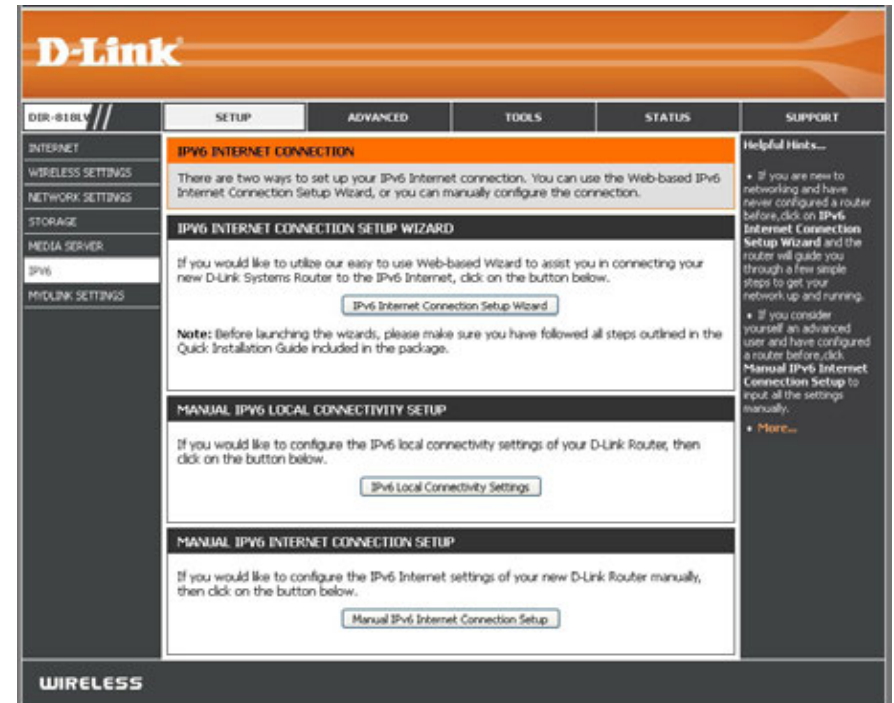 D-Link
DIR-818LW
SETUP
ADVANCED
TOOLS
STATUS
SUPPORT
INTERNET
WIRELESS SETTINGS
NETWORK SETTINGS
STORAGE
MEDIA SERVER
IPV6
MYDLINK SETTINGS
IPV6 INTERNET CONNECTION
There are two ways to set up your IPv6 Internet connection. You can use the Web-based IPv6
Internet Connection Setup Wizard, or you can manually configure the connection.
IPV6 INTERNET CONNECTION SETUP WIZARD
If you would like to utilize our easy to use Web-based Wizard to assist you in connecting your
new D-Link Systems Router to the IPv6 Internet, click on the button below.
IPv6 Internet Connection Setup Wizard
Note: Before launching the wizards, please make sure you have followed all steps outlined in the
Quick Installation Guide included in the package.
MANUAL IPV6 LOCAL CONNECTIVITY SETUP
If you would like to configure the IPv6 local connectivity settings of your D-Link Router, then
click on the button below.
IPv6 Local Connectivity Settings
MANUAL IPV6 INTERNET CONNECTION SETUP
If you would like to configure the IPv6 Internet settings of your new D-Link Router manually,
then click on the button below.
Manual IPv6 Internet Connection Setup
Helpful Hints...
• If you are new to
networking and have
never configured a router
before,click on IPv6
Internet Connection
Setup Wizard and the
router will guide you
through a few simple
steps to get your
network up and running.
• If you consider
yourself an advanced
user and have configured
a router before,click
Manual IPv6 Internet
Connection Setup to
input all the settings
manually.
• More...
WIRELESS